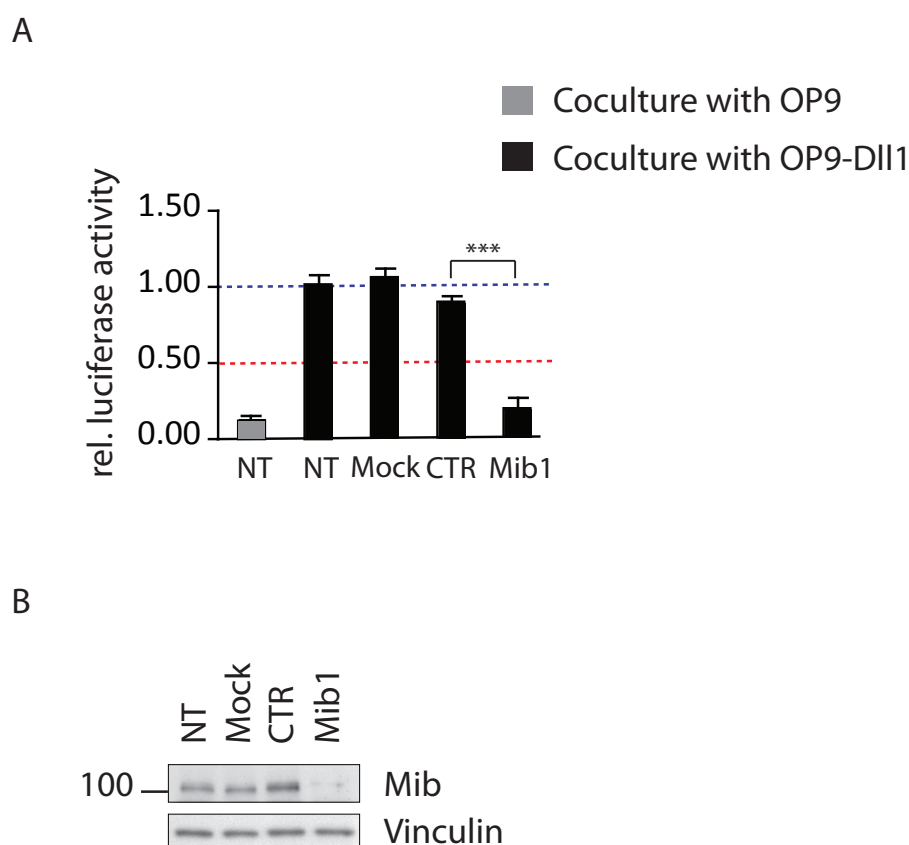 A
Coculture with OP9
Coculture with OP9-Dll1
rel. luciferase activity
1.50
1.00
0.50
0.00
***
NT NT Mock CTR Mib1
B
NT Mock CTR Mib1
100 Mib
Vinculin